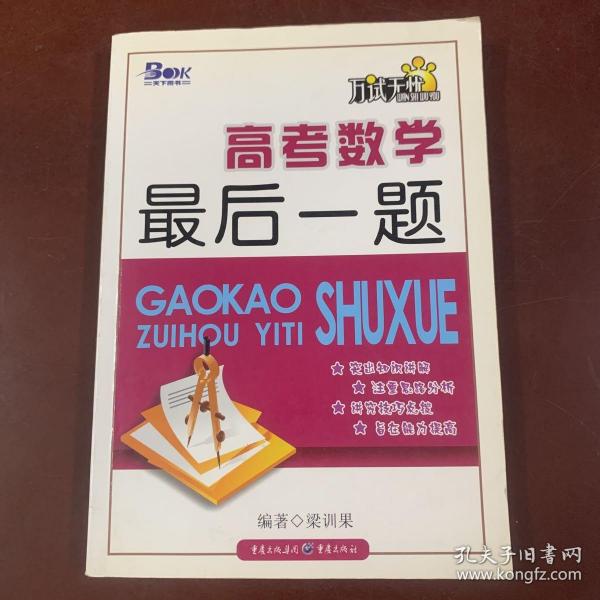 BOOK
天下图书
万试无忧
WAN SHI WU YOU
高考数学
最后一题
GAOKAO SHUXUE
ZUIHOU YITI
★ 突出知识讲解
★ 注重思路分析
★ 讲究技巧点拨
★ 旨在能力提高
编著◇梁训果
重庆出版集团 重庆出版社
孔夫子旧书网
www.kongfz.com